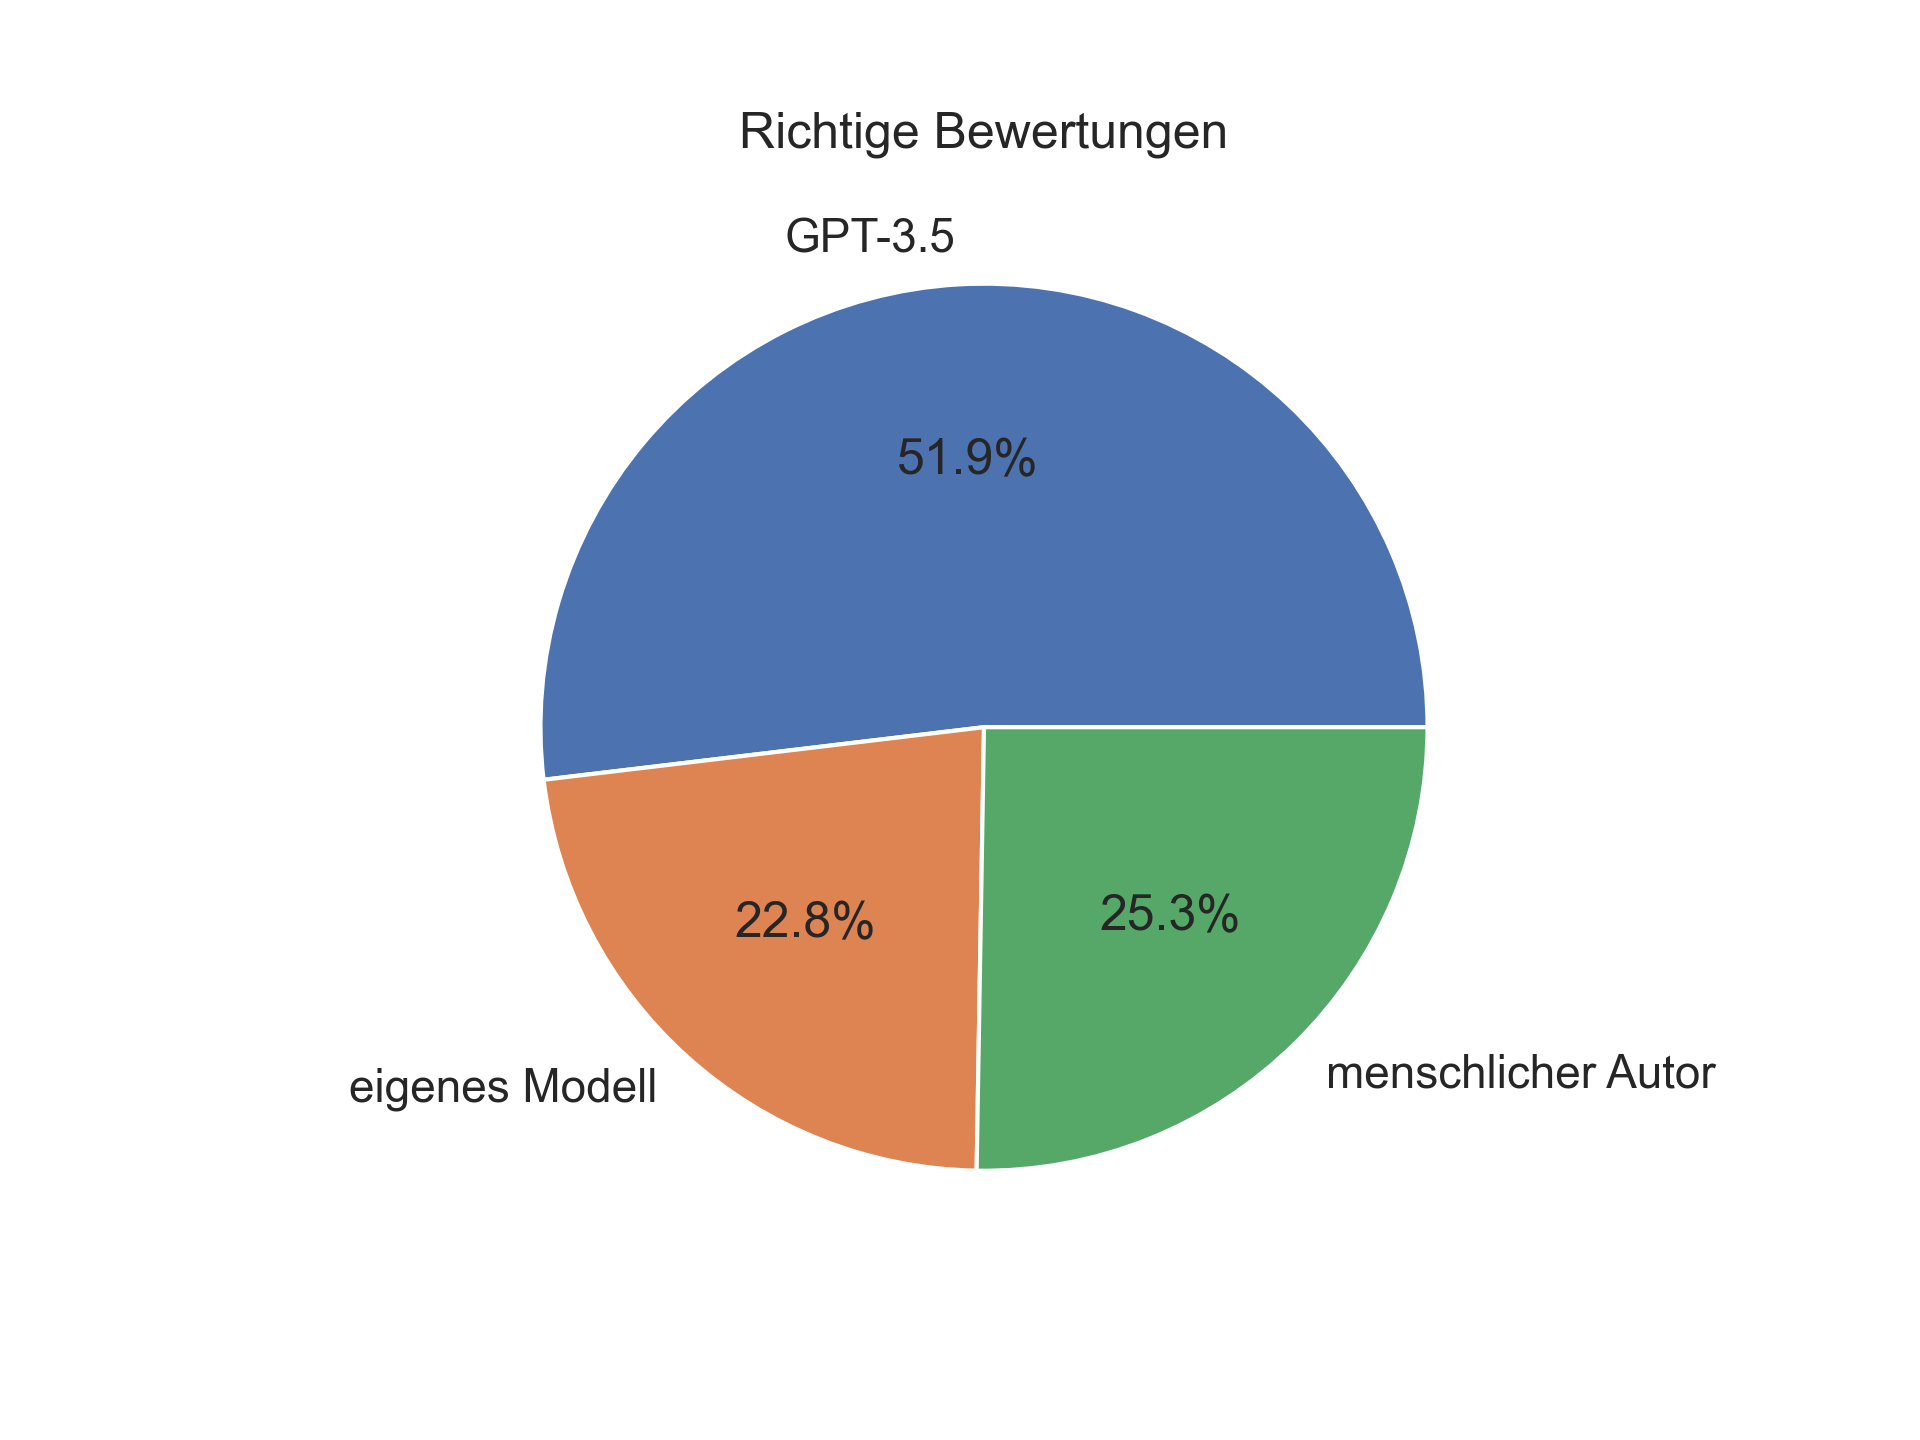 Richtige Bewertungen
GPT-3.5
51.9%
22.8%
25.3%
eigenes Modell
menschlicher Autor